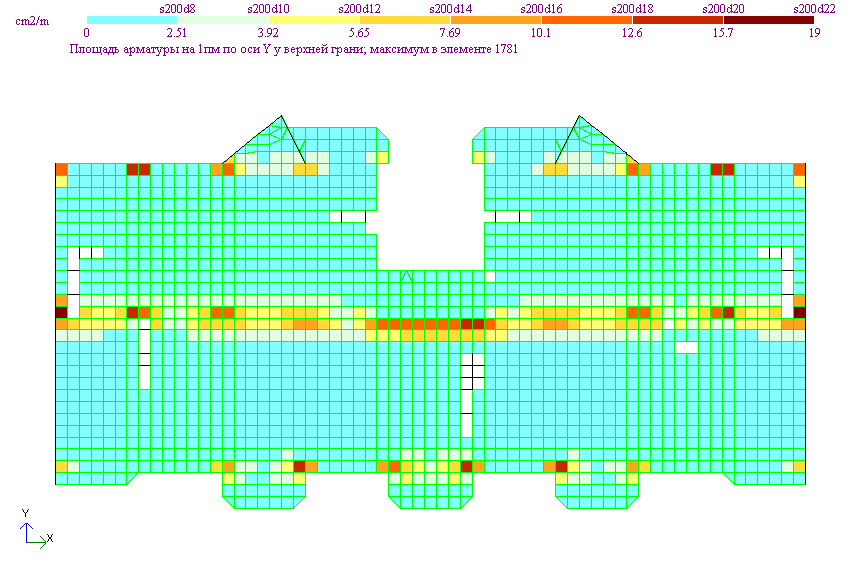 s200d8 s200d10 s200d12 s200d14 s200d16 s200d18 s200d20 s200d22
cm2/m
0 2.51 3.92 5.65 7.69 10.1 12.6 15.7 19
Площадь арматуры на 1пм по оси Y у верхней грани; максимум в элементе 1781
Y
X